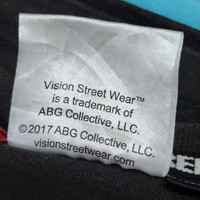 Vision Street Wear™
is a trademark of
ABG Collective, LLC.
©2017 ABG Collective, LLC.
visionstreetwear.com